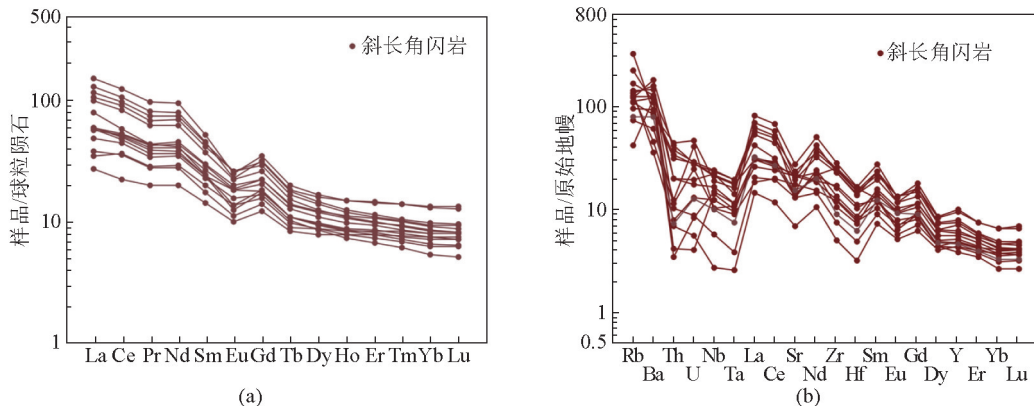 500
100
10
1
样品/球粒陨石
斜长角闪岩
La Ce Pr Nd Sm Eu Gd Tb Dy Ho Er Tm Yb Lu
(a)
800
100
10
1
0.5
样品/原始地幔
斜长角闪岩
Rb Th Nb La Sr Zr Sm Gd Y Yb
Ba U Ta Ce Nd Hf Eu Dy Er Lu
(b)